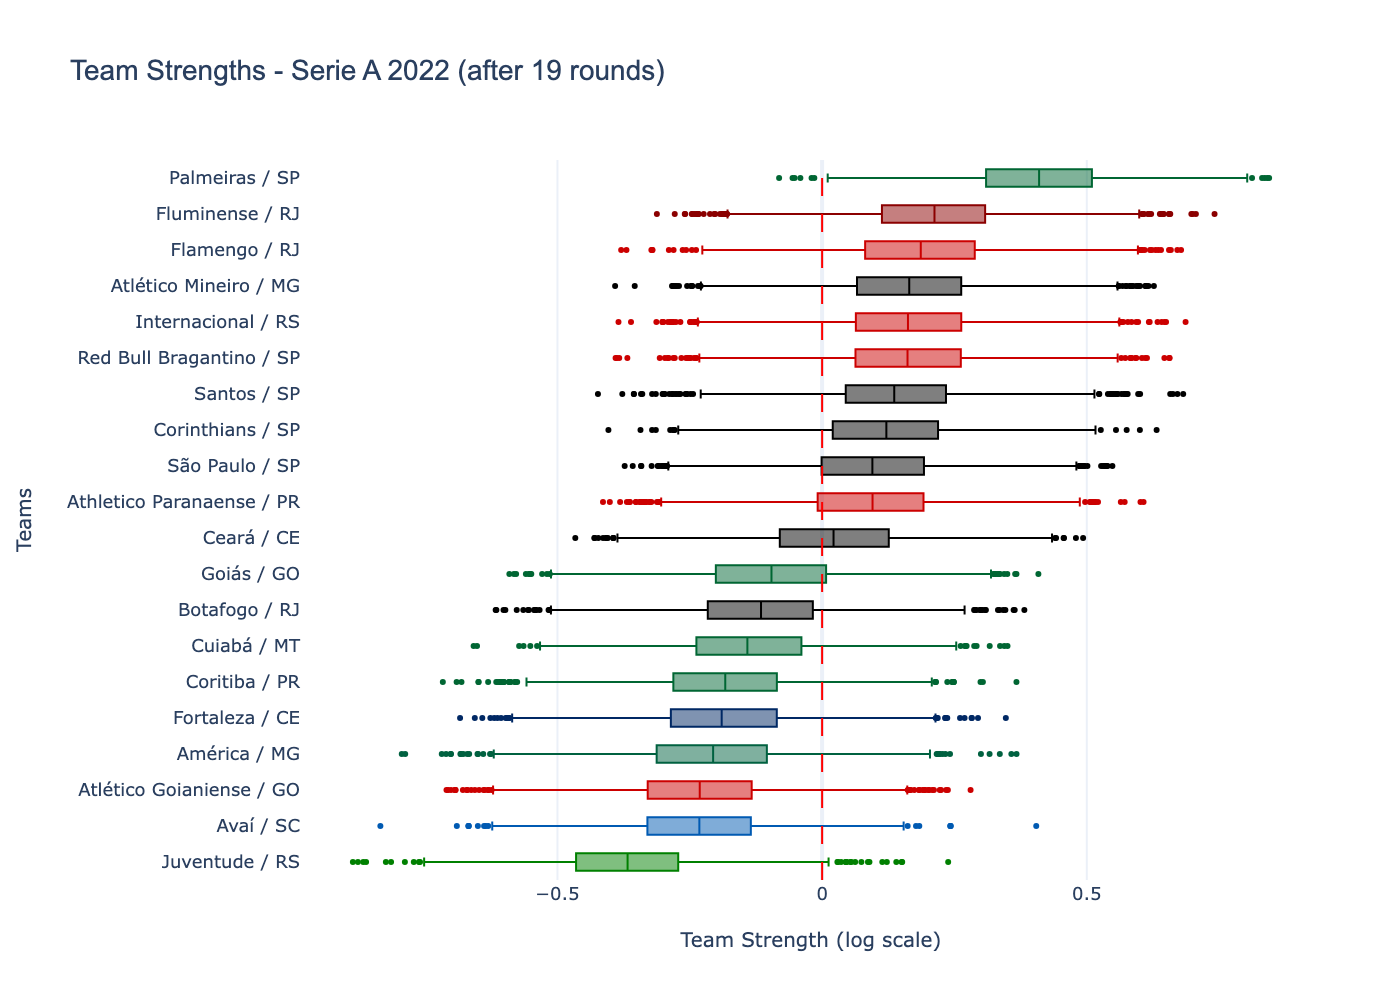 Team Strengths - Serie A 2022 (after 19 rounds)
Palmeiras / SP
Fluminense / RJ
Flamengo / RJ
Atlético Mineiro / MG
Internacional / RS
Red Bull Bragantino / SP
Santos / SP
Corinthians / SP
São Paulo / SP
Athletico Paranaense / PR
Ceará / CE
Goiás / GO
Botafogo / RJ
Cuiabá / MT
Coritiba / PR
Fortaleza / CE
América / MG
Atlético Goianiense / GO
Avaí / SC
Juventude / RS
Teams
−0.5 0 0.5
Team Strength (log scale)